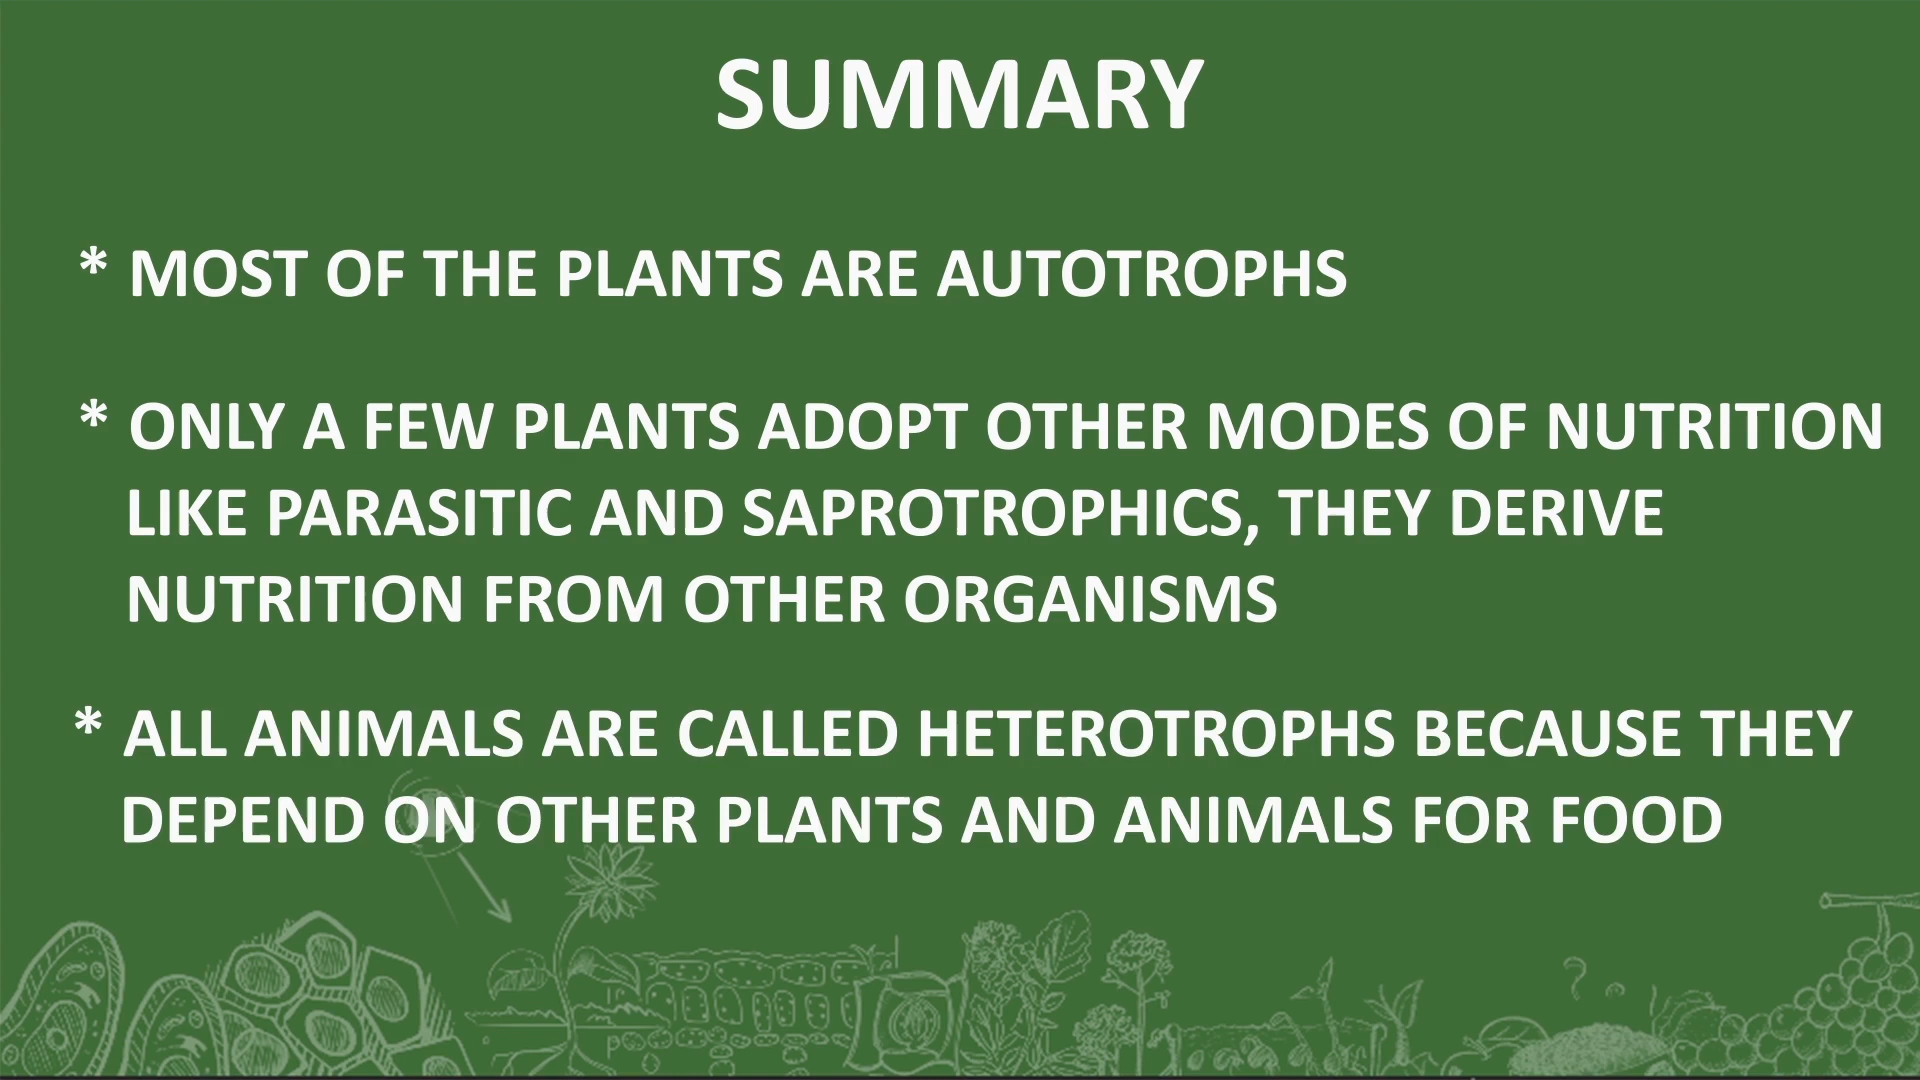 SUMMARY
* MOST OF THE PLANTS ARE AUTOTROPHS
* ONLY A FEW PLANTS ADOPT OTHER MODES OF NUTRITION
LIKE PARASITIC AND SAPROTROPHICS, THEY DERIVE
NUTRITION FROM OTHER ORGANISMS
* ALL ANIMALS ARE CALLED HETEROTROPHS BECAUSE THEY
DEPEND ON OTHER PLANTS AND ANIMALS FOR FOOD